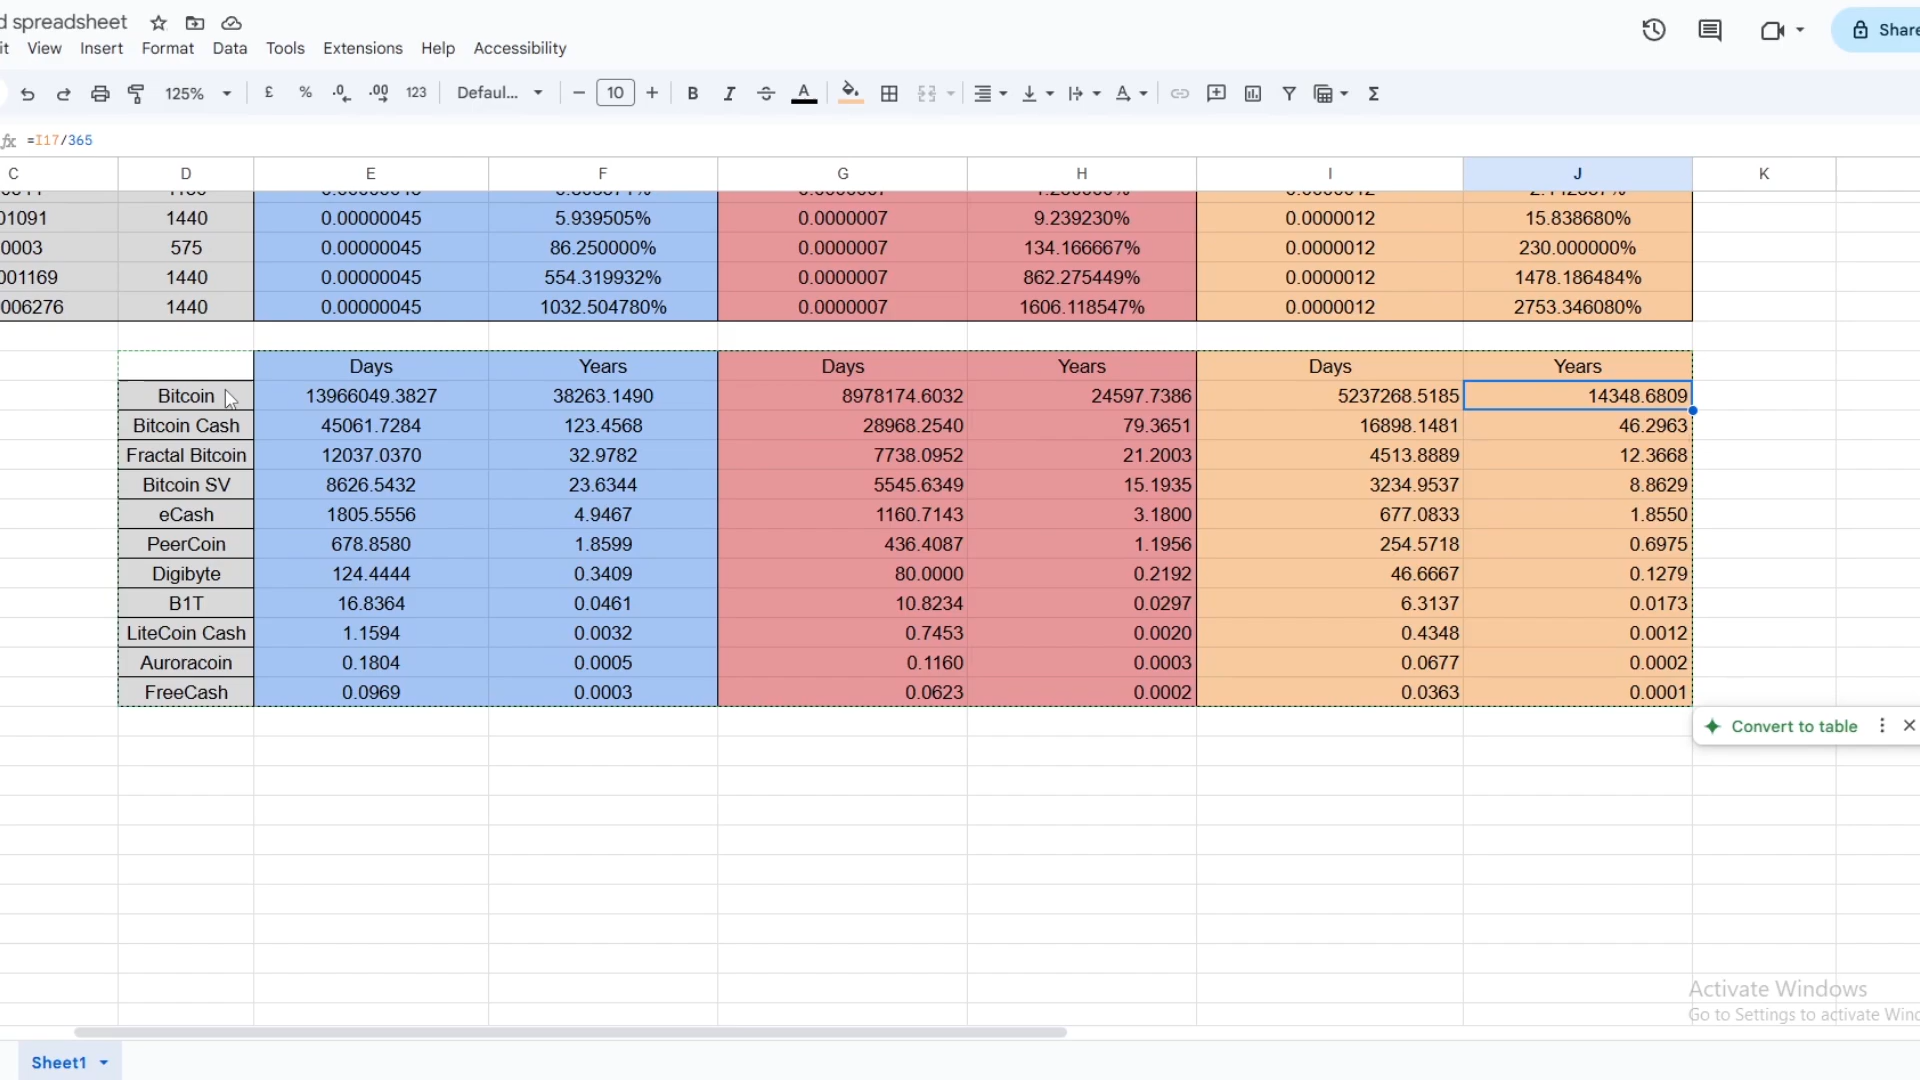 d spreadsheet
it View Insert Format Data Tools Extensions Help Accessibility
Share
125% £ % .0 .00 123 Defaul... − 10 + B I S A Σ
fx =I17/365
C D E F G H I J K
01091 1440 0.00000045 5.939505% 0.0000007 9.239230% 0.0000012 15.838680%
0003 575 0.00000045 86.250000% 0.0000007 134.166667% 0.0000012 230.000000%
001169 1440 0.00000045 554.319932% 0.0000007 862.275449% 0.0000012 1478.186484%
006276 1440 0.00000045 1032.504780% 0.0000007 1606.118547% 0.0000012 2753.346080%
Days Years Days Years Days Years
Bitcoin 13966049.3827 38263.1490 8978174.6032 24597.7386 5237268.5185 14348.6809
Bitcoin Cash 45061.7284 123.4568 28968.2540 79.3651 16898.1481 46.2963
Fractal Bitcoin 12037.0370 32.9782 7738.0952 21.2003 4513.8889 12.3668
Bitcoin SV 8626.5432 23.6344 5545.6349 15.1935 3234.9537 8.8629
eCash 1805.5556 4.9467 1160.7143 3.1800 677.0833 1.8550
PeerCoin 678.8580 1.8599 436.4087 1.1956 254.5718 0.6975
Digibyte 124.4444 0.3409 80.0000 0.2192 46.6667 0.1279
B1T 16.8364 0.0461 10.8234 0.0297 6.3137 0.0173
LiteCoin Cash 1.1594 0.0032 0.7453 0.0020 0.4348 0.0012
Auroracoin 0.1804 0.0005 0.1160 0.0003 0.0677 0.0002
FreeCash 0.0969 0.0003 0.0623 0.0002 0.0363 0.0001
Convert to table
Activate Windows
Go to Settings to activate Wind
Sheet1